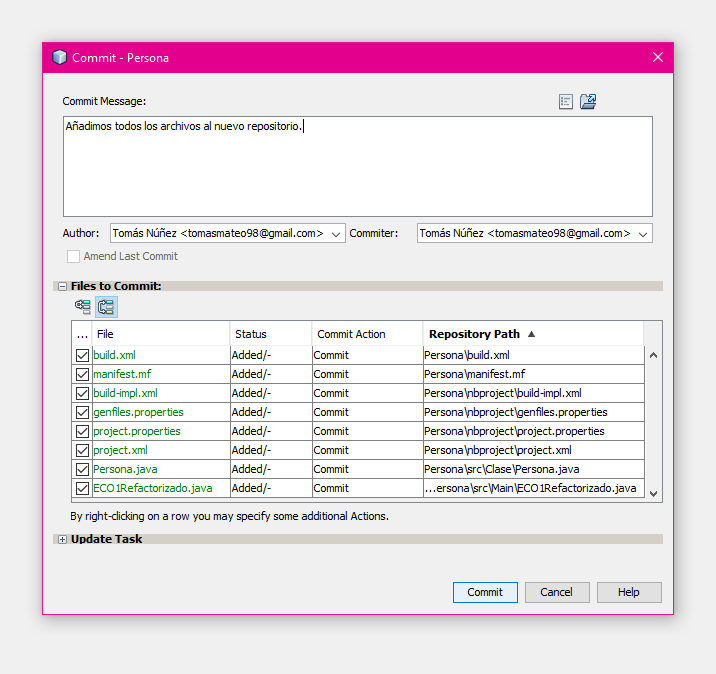 Commit - Persona
Commit Message:
Añadimos todos los archivos al nuevo repositorio.
Author: Tomás Núñez <tomasmateo98@gmail.com> Commiter: Tomás Núñez <tomasmateo98@gmail.com>
Amend Last Commit
Files to Commit:
... File Status Commit Action Repository Path
build.xml Added/- Commit Persona\build.xml
manifest.mf Added/- Commit Persona\manifest.mf
build-impl.xml Added/- Commit Persona\nbproject\build-impl.xml
genfiles.properties Added/- Commit Persona\nbproject\genfiles.properties
project.properties Added/- Commit Persona\nbproject\project.properties
project.xml Added/- Commit Persona\nbproject\project.xml
Persona.java Added/- Commit Persona\src\Clase\Persona.java
ECO1Refactorizado.java Added/- Commit ...ersona\src\Main\ECO1Refactorizado.java
By right-clicking on a row you may specify some additional Actions.
Update Task
Commit Cancel Help